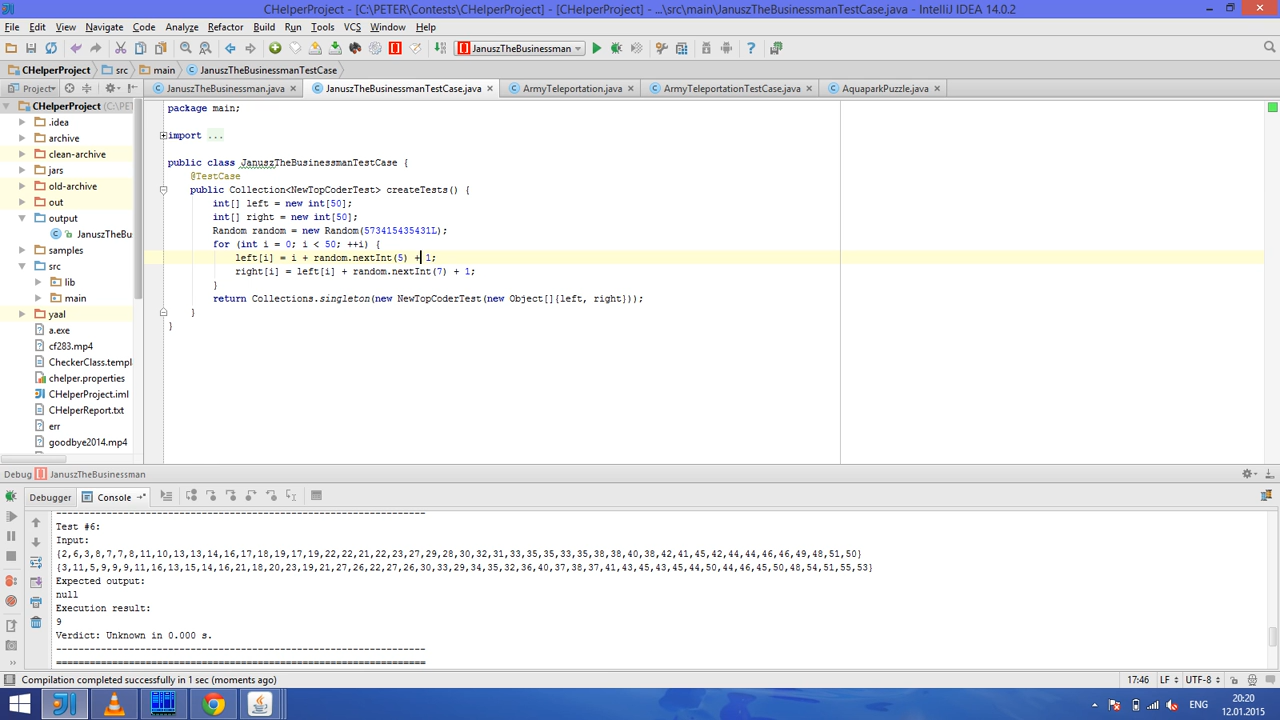 CHelperProject - [C:\PETER\Contests\CHelperProject] - [CHelperProject] - ...\src\main\JanuszTheBusinessmanTestCase.java - IntelliJ IDEA 14.0.2
File Edit View Navigate Code Analyze Refactor Build Run Tools VCS Window Help
JanuszTheBusinessman
CHelperProject src main JanuszTheBusinessmanTestCase
Project JanuszTheBusinessman.java JanuszTheBusinessmanTestCase.java ArmyTeleportation.java ArmyTeleportationTestCase.java AquaparkPuzzle.java
CHelperProject (C:\PTE
.idea
archive
clean-archive
jars
old-archive
out
output
JanuszTheBu
samples
src
lib
main
yaal
a.exe
cf283.mp4
CheckerClass.templ
chelper.properties
CHelperProject.iml
CHelperReport.txt
err
goodbye2014.mp4
package main;
import ...
public class JanuszTheBusinessmanTestCase {
@TestCase
public Collection<NewTopCoderTest> createTests() {
int[] left = new int[50];
int[] right = new int[50];
Random random = new Random(573415435431L);
for (int i = 0; i < 50; ++i) {
left[i] = i + random.nextInt(5) + 1;
right[i] = left[i] + random.nextInt(7) + 1;
}
return Collections.singleton(new NewTopCoderTest(new Object[]{left, right}));
}
}
Debug JanuszTheBusinessman
Debugger Console
Test #6:
Input:
{2,6,3,8,7,7,8,11,10,13,13,14,16,17,18,19,17,19,22,22,21,22,23,27,29,28,30,32,31,33,35,35,33,35,38,38,40,38,42,41,45,42,44,44,46,46,49,48,51,50}
{3,11,5,9,9,9,11,16,13,15,14,16,21,18,20,23,19,21,27,26,22,27,26,30,33,29,34,35,32,36,40,37,38,37,41,43,45,43,45,44,50,44,46,45,50,48,54,51,55,53}
Expected output:
null
Execution result:
9
Verdict: Unknown in 0.000 s.
Compilation completed successfully in 1 sec (moments ago)
17:46 LF UTF-8
ENG
20:20
12.01.2015